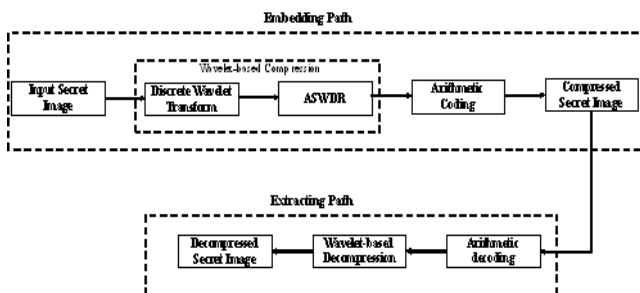 Embedding Path
Wavelet-based Compression
Input Secret
Image
Discrete Wavelet
Transform
ASWDR
Arithmetic
Coding
Compressed
Secret Image
Extracting Path
Decompressed
Secret Image
Wavelet-based
Decompression
Arithmetic
decoding